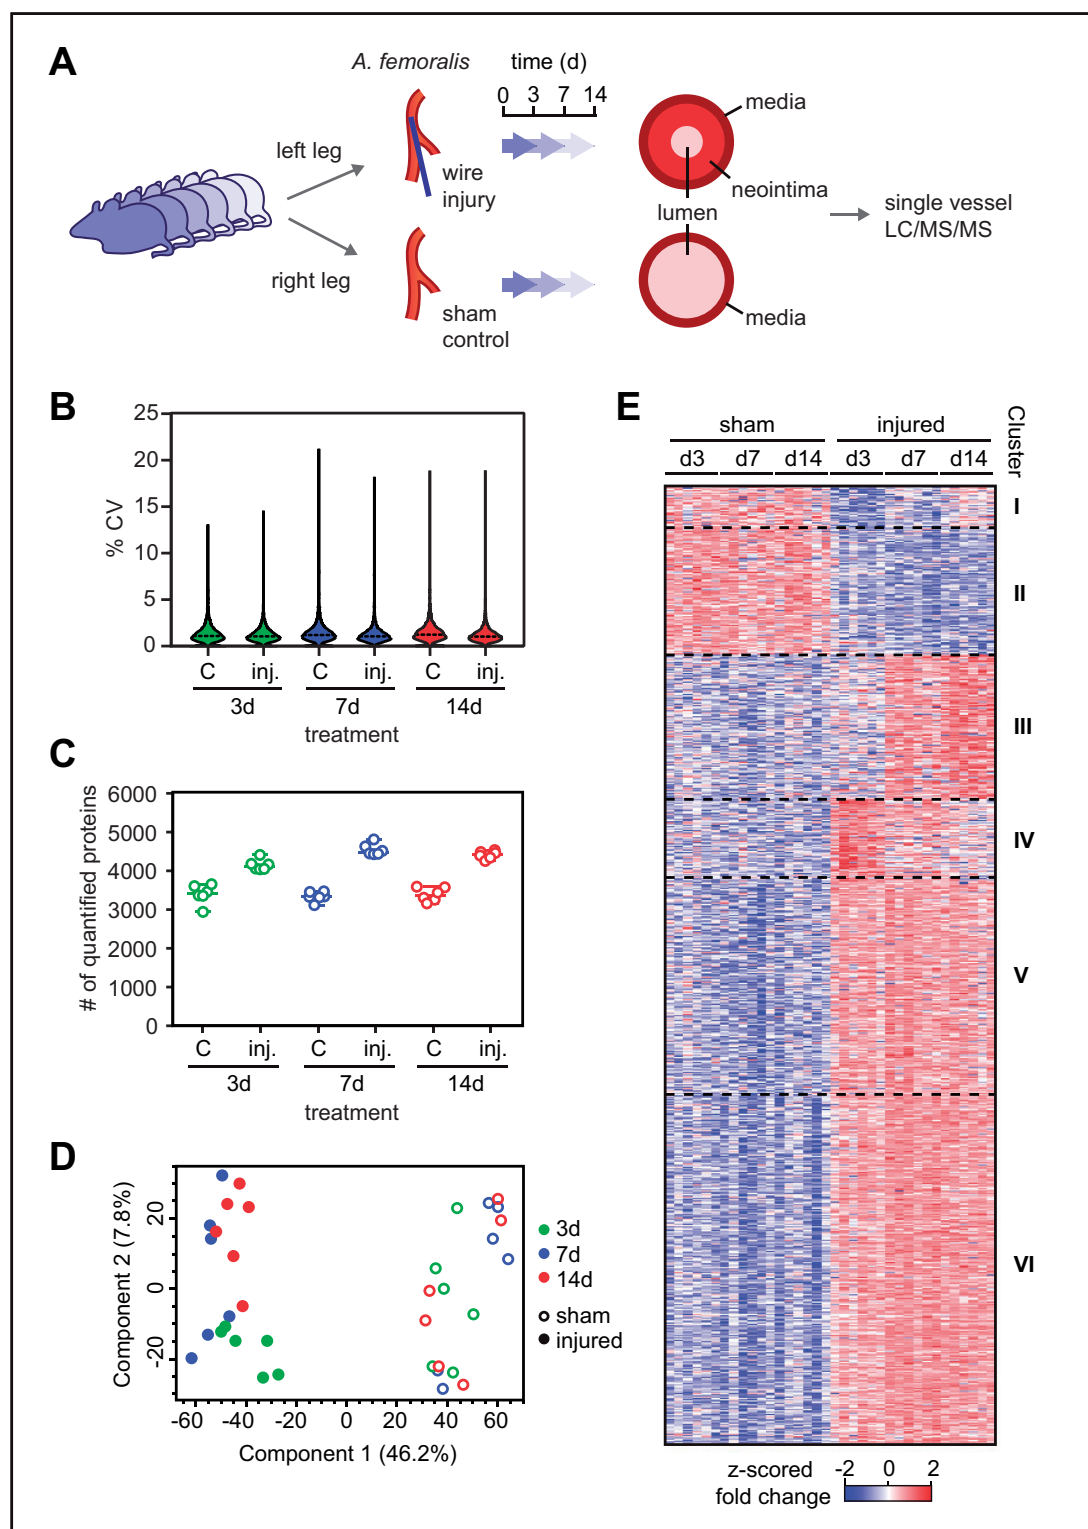 A
A. femoralis
time (d)
0 3 7 14
left leg
wire
injury
media
neointima
lumen
single vessel
LC/MS/MS
right leg
sham
control
media
B
25
20
15
10
5
0
% CV
C inj. C inj. C inj.
3d 7d 14d
treatment
C
6000
5000
4000
3000
2000
1000
0
# of quantified proteins
C inj. C inj. C inj.
3d 7d 14d
treatment
D
Component 2 (7.8%)
20
0
-20
-60 -40 -20 0 20 40 60
Component 1 (46.2%)
3d
7d
14d
sham
injured
E
sham injured
d3 d7 d14 d3 d7 d14
Cluster
I
II
III
IV
V
VI
z-scored
fold change
-2 0 2